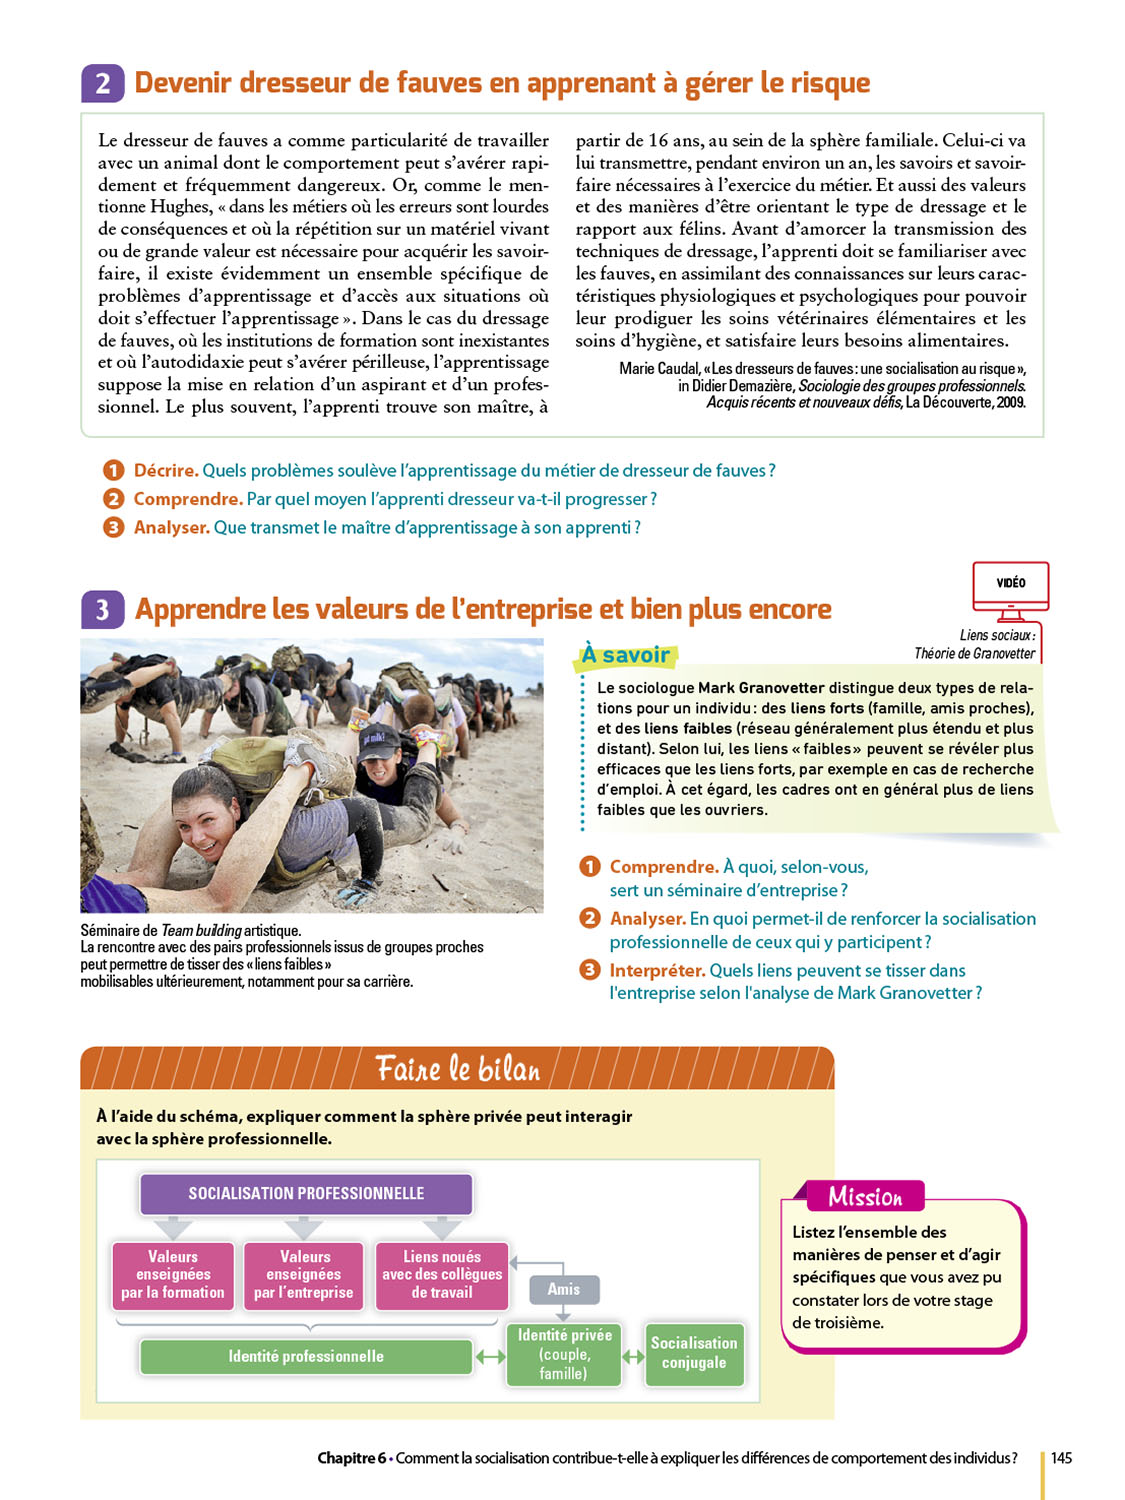 2 Devenir dresseur de fauves en apprenant à gérer le risque
Le dresseur de fauves a comme particularité de travailler
avec un animal dont le comportement peut s'avérer rapi-
dement et fréquemment dangereux. Or, comme le men-
tionne Hughes, « dans les métiers où les erreurs sont lourdes
de conséquences et où la répétition sur un matériel vivant
ou de grande valeur est nécessaire pour acquérir les savoir-
faire, il existe évidemment un ensemble spécifique de
problèmes d'apprentissage et d'accès aux situations où
doit s'effectuer l'apprentissage ». Dans le cas du dressage
de fauves, où les institutions de formation sont inexistantes
et où l'autodidaxie peut s'avérer périlleuse, l'apprentissage
suppose la mise en relation d'un aspirant et d'un profes-
sionnel. Le plus souvent, l'apprenti trouve son maître, à
partir de 16 ans, au sein de la sphère familiale. Celui-ci va
lui transmettre, pendant environ un an, les savoirs et savoir-
faire nécessaires à l'exercice du métier. Et aussi des valeurs
et des manières d'être orientant le type de dressage et le
rapport aux félins. Avant d'amorcer la transmission des
techniques de dressage, l'apprenti doit se familiariser avec
les fauves, en assimilant des connaissances sur leurs carac-
téristiques physiologiques et psychologiques pour pouvoir
leur prodiguer les soins vétérinaires élémentaires et les
soins d'hygiène, et satisfaire leurs besoins alimentaires.
Marie Caudal, « Les dresseurs de fauves : une socialisation au risque »,
in Didier Demazière, Sociologie des groupes professionnels.
Acquis récents et nouveaux défis, La Découverte, 2009.
1 Décrire. Quels problèmes soulève l'apprentissage du métier de dresseur de fauves ?
2 Comprendre. Par quel moyen l'apprenti dresseur va-t-il progresser ?
3 Analyser. Que transmet le maître d'apprentissage à son apprenti ?
3 Apprendre les valeurs de l'entreprise et bien plus encore
VIDÉO
Liens sociaux :
Théorie de Granovetter
got milk?
Séminaire de Team building artistique.
La rencontre avec des pairs professionnels issus de groupes proches
peut permettre de tisser des « liens faibles »
mobilisables ultérieurement, notamment pour sa carrière.
À savoir
Le sociologue Mark Granovetter distingue deux types de rela-
tions pour un individu : des liens forts (famille, amis proches),
et des liens faibles (réseau généralement plus étendu et plus
distant). Selon lui, les liens « faibles » peuvent se révéler plus
efficaces que les liens forts, par exemple en cas de recherche
d'emploi. À cet égard, les cadres ont en général plus de liens
faibles que les ouvriers.
1 Comprendre. À quoi, selon-vous,
sert un séminaire d'entreprise ?
2 Analyser. En quoi permet-il de renforcer la socialisation
professionnelle de ceux qui y participent ?
3 Interpréter. Quels liens peuvent se tisser dans
l'entreprise selon l'analyse de Mark Granovetter ?
Faire le bilan
À l'aide du schéma, expliquer comment la sphère privée peut interagir
avec la sphère professionnelle.
SOCIALISATION PROFESSIONNELLE
Valeurs
enseignées
par la formation
Valeurs
enseignées
par l'entreprise
Liens noués
avec des collègues
de travail
Amis
Identité professionnelle
Identité privée
(couple,
famille)
Socialisation
conjugale
Mission
Listez l'ensemble des
manières de penser et d'agir
spécifiques que vous avez pu
constater lors de votre stage
de troisième.
Chapitre 6 • Comment la socialisation contribue-t-elle à expliquer les différences de comportement des individus ? 145